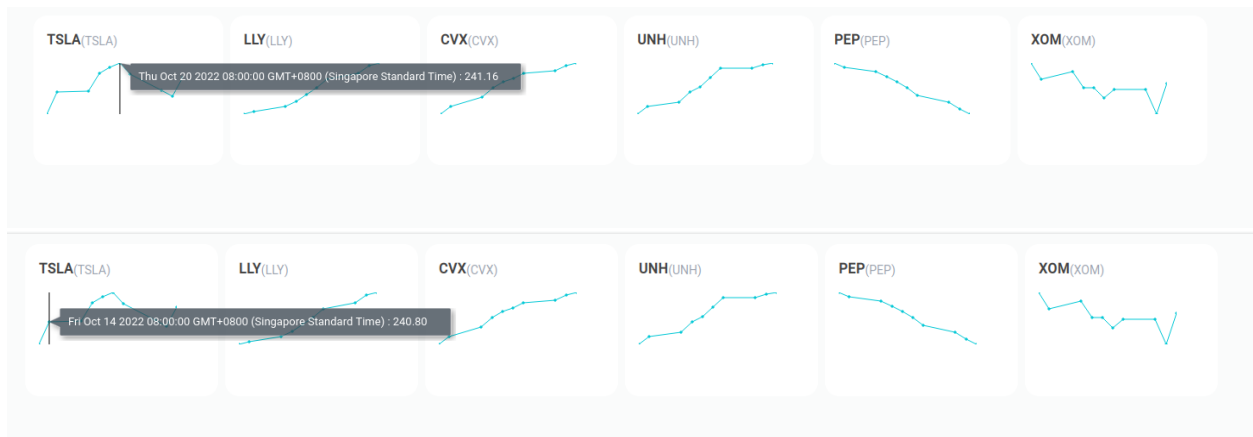 TSLA(TSLA) LLY(LLY) CVX(CVX) UNH(UNH) PEP(PEP) XOM(XOM)
Thu Oct 20 2022 08:00:00 GMT+0800 (Singapore Standard Time) : 241.16
TSLA(TSLA) LLY(LLY) CVX(CVX) UNH(UNH) PEP(PEP) XOM(XOM)
Fri Oct 14 2022 08:00:00 GMT+0800 (Singapore Standard Time) : 240.80